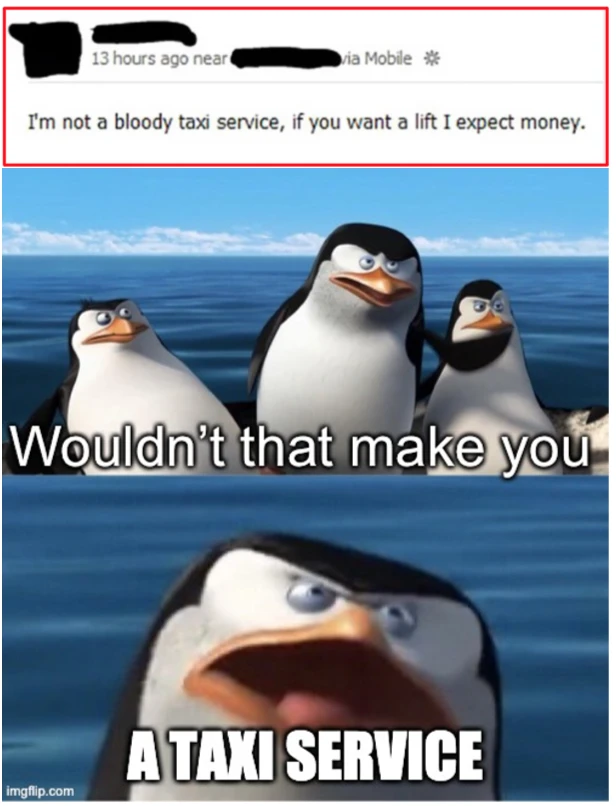 13 hours ago near via Mobile
I'm not a bloody taxi service, if you want a lift I expect money.
Wouldn't that make you
A TAXI SERVICE
imgflip.com